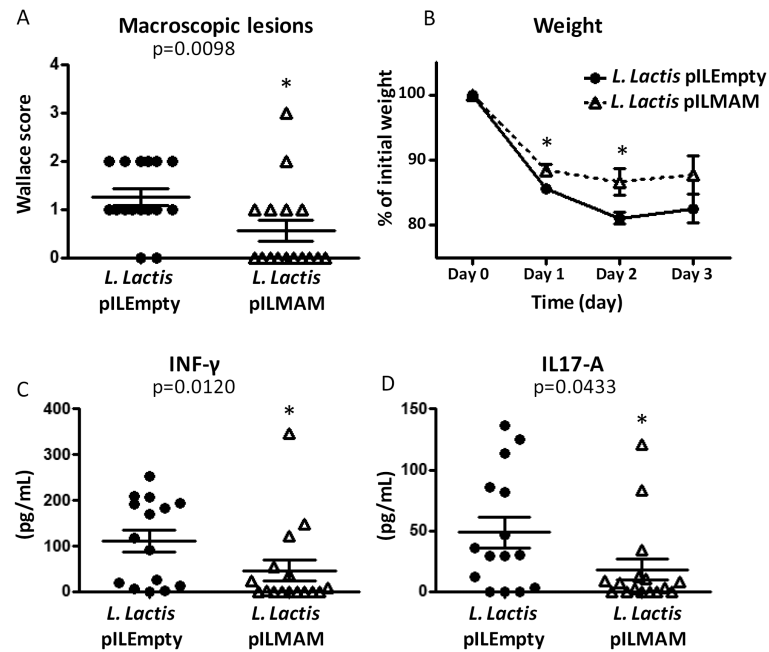 A
Macroscopic lesions
p=0.0098
Wallace score
4
3
2
1
0
*
L. Lactis
pILEmpty
L. Lactis
pILMAM
B
Weight
L. Lactis pILEmpty
L. Lactis pILMAM
% of initial weight
100
90
80
*
*
Day 0
Day 1
Day 2
Day 3
Time (day)
C
INF-γ
p=0.0120
(pg/mL)
400
300
200
100
0
*
L. Lactis
pILEmpty
L. Lactis
pILMAM
D
IL17-A
p=0.0433
(pg/mL)
150
100
50
0
*
L. Lactis
pILEmpty
L. Lactis
pILMAM